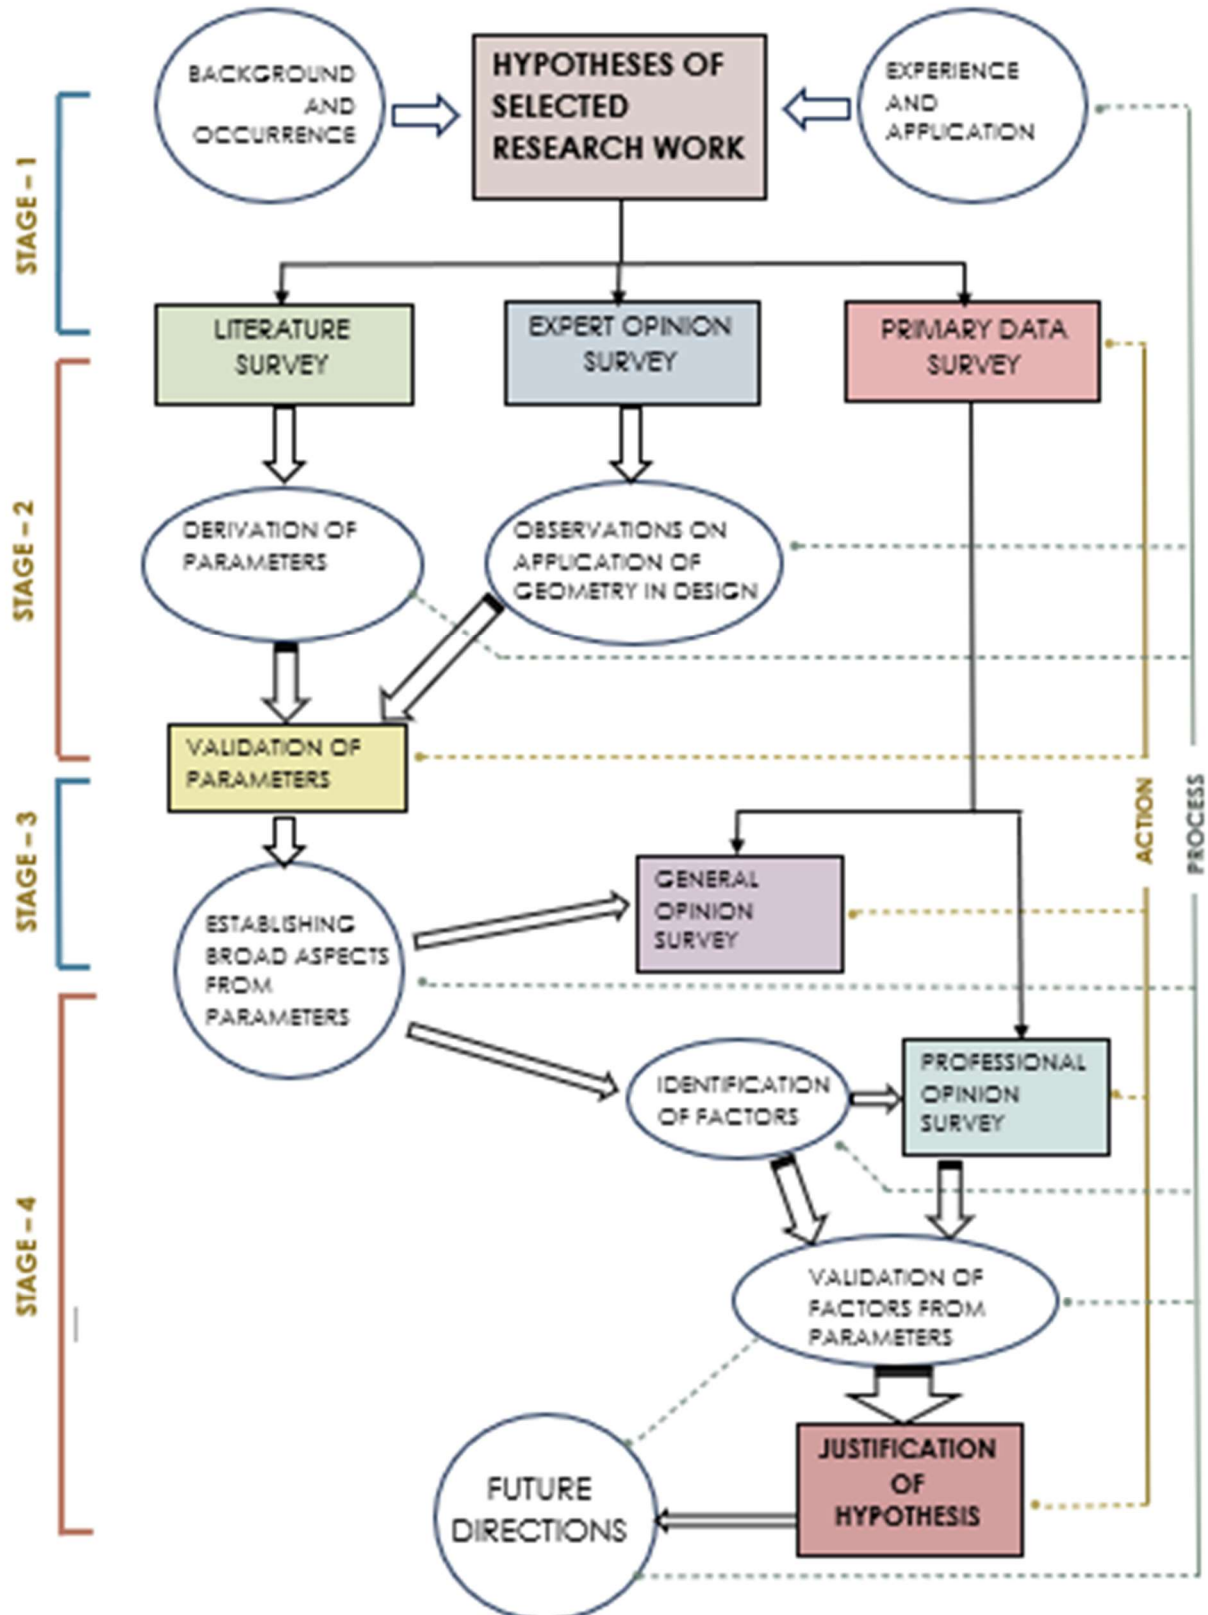 BACKGROUND
AND
OCCURRENCE
HYPOTHESES OF
SELECTED
RESEARCH WORK
EXPERIENCE
AND
APPLICATION
STAGE – 1
LITERATURE
SURVEY
EXPERT OPINION
SURVEY
PRIMARY DATA
SURVEY
STAGE – 2
DERIVATION OF
PARAMETERS
OBSERVATIONS ON
APPLICATION OF
GEOMETRY IN DESIGN
VALIDATION OF
PARAMETERS
ACTION
PROCESS
STAGE – 3
ESTABLISHING
BROAD ASPECTS
FROM
PARAMETERS
GENERAL
OPINION
SURVEY
STAGE – 4
IDENTIFICATION
OF FACTORS
PROFESSIONAL
OPINION
SURVEY
VALIDATION OF
FACTORS FROM
PARAMETERS
JUSTIFICATION
OF
HYPOTHESIS
FUTURE
DIRECTIONS